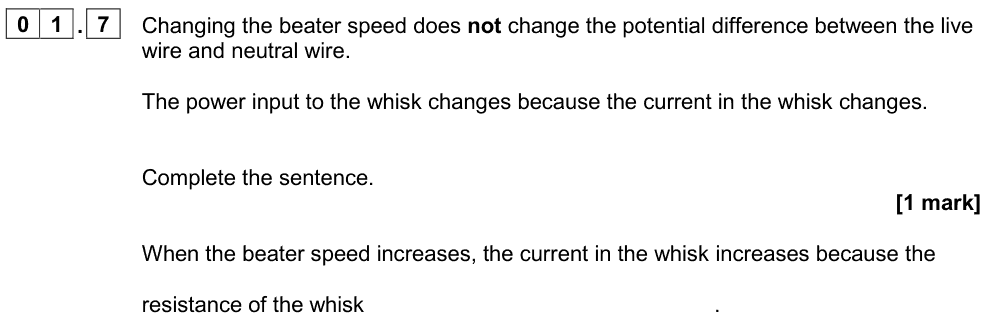 0 1 . 7 Changing the beater speed does not change the potential difference between the live
wire and neutral wire.
The power input to the whisk changes because the current in the whisk changes.
Complete the sentence.
[1 mark]
When the beater speed increases, the current in the whisk increases because the
resistance of the whisk .